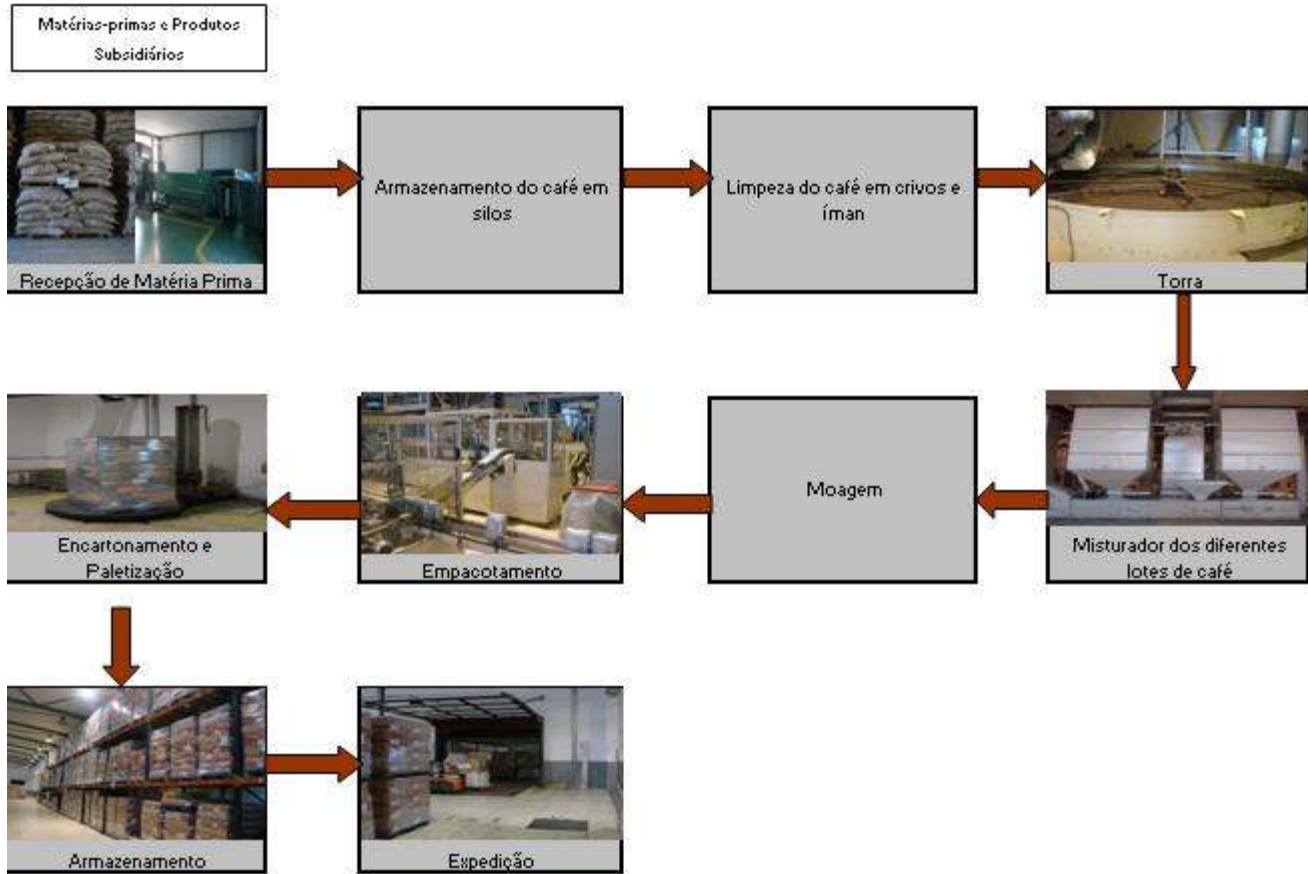 Matérias-primas e Produtos
Subsidiários
Recepção de Matéria Prima
Armazenamento do café em
silos
Limpeza do café em crivos e
íman
Torra
Encartonamento e
Paletização
Empacotamento
Moagem
Misturador dos diferentes
lotes de café
Armazenamento
Expedição